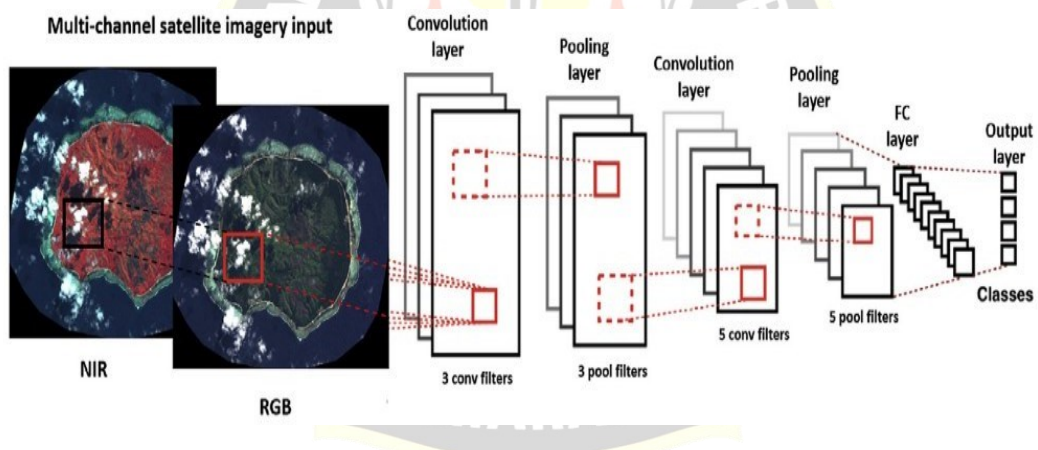 Multi-channel satellite imagery input
Convolution
layer
Pooling
layer
Convolution
layer
Pooling
layer
FC
layer
Output
layer
Classes
NIR
RGB
3 conv filters
3 pool filters
5 conv filters
5 pool filters